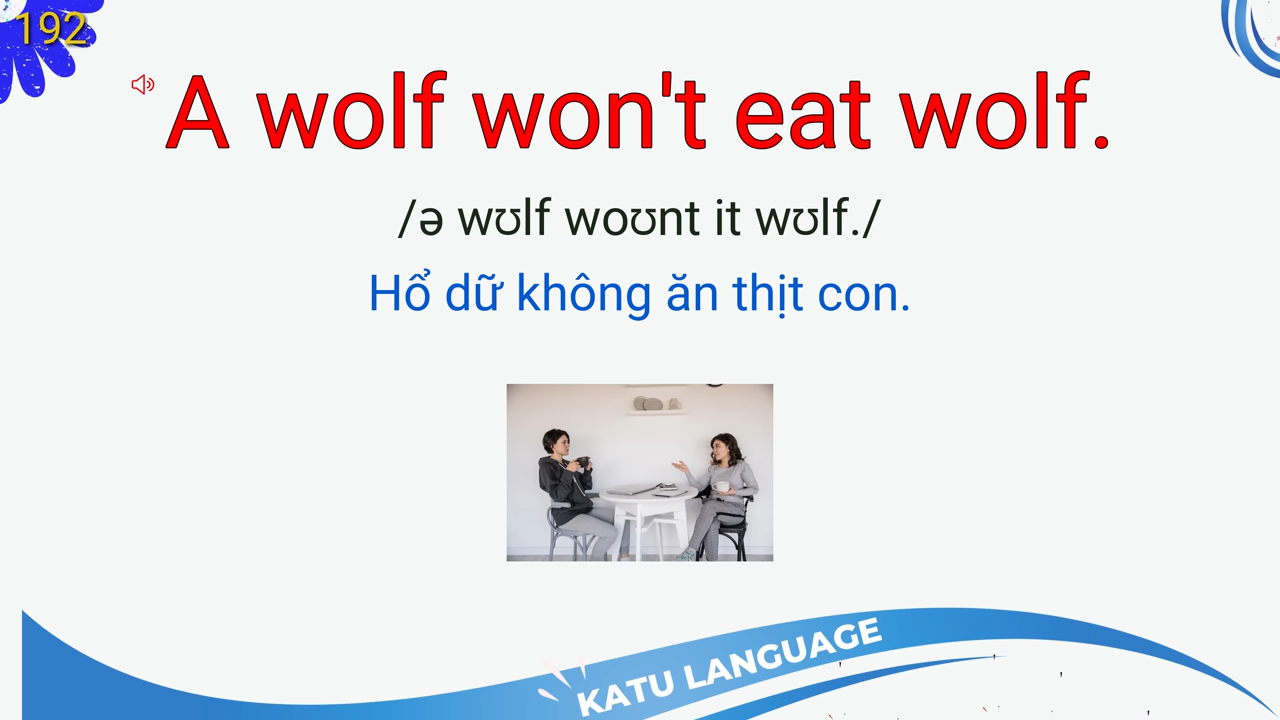 192
A wolf won't eat wolf.
/ə wʊlf woʊnt it wʊlf./
Hổ dữ không ăn thịt con.
KATU LANGUAGE